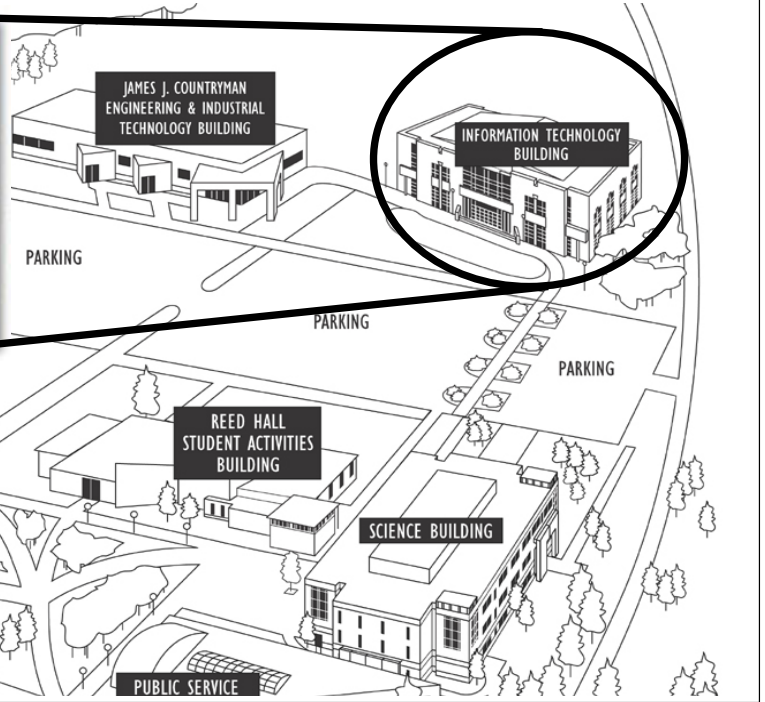 JAMES J. COUNTRYMAN
ENGINEERING & INDUSTRIAL
TECHNOLOGY BUILDING
INFORMATION TECHNOLOGY
BUILDING
PARKING
PARKING
PARKING
REED HALL
STUDENT ACTIVITIES
BUILDING
SCIENCE BUILDING
PUBLIC SERVICE